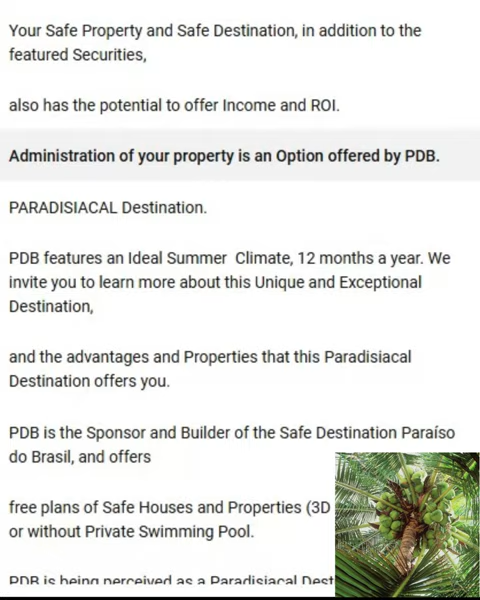 Your Safe Property and Safe Destination, in addition to the
featured Securities,
also has the potential to offer Income and ROI.
Administration of your property is an Option offered by PDB.
PARADISIACAL Destination.
PDB features an Ideal Summer  Climate, 12 months a year. We
invite you to learn more about this Unique and Exceptional
Destination,
and the advantages and Properties that this Paradisiacal
Destination offers you.
PDB is the Sponsor and Builder of the Safe Destination Paraíso
do Brasil, and offers
free plans of Safe Houses and Properties (3D
or without Private Swimming Pool.
PDB is being perceived as a Paradisiacal Dest